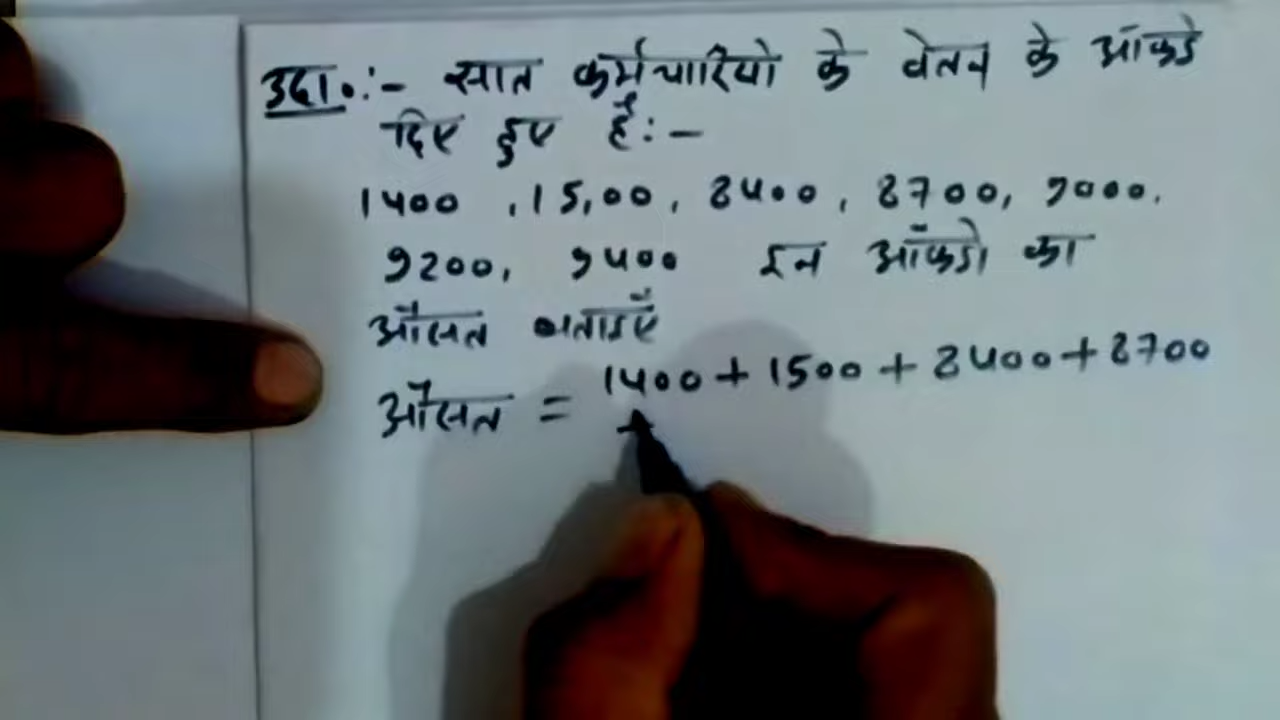 उदा०:- सात कर्मचारियो के वेतन के आँकडे
दिए हुए हैं:-
1400 ,15,00, 8400, 8700, 9000,
9200, 9400 इन आँकडो का
औसत बताइएँ
औसत = 1400 + 1500 + 8400 + 8700
+